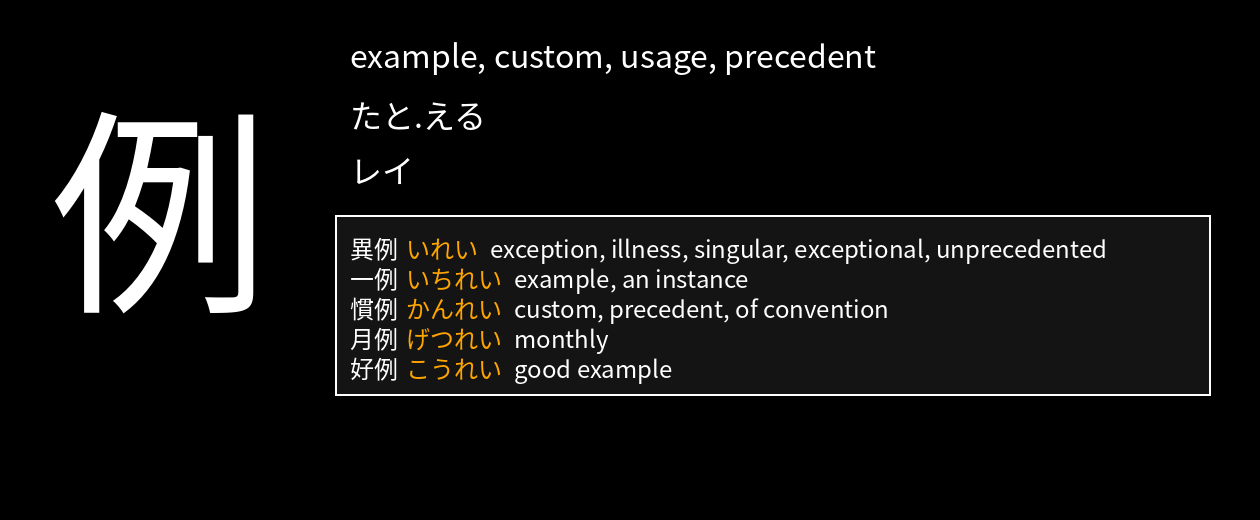 例
example, custom, usage, precedent
たと.える
レイ
異例 いれい exception, illness, singular, exceptional, unprecedented
一例 いちれい example, an instance
慣例 かんれい custom, precedent, of convention
月例 げつれい monthly
好例 こうれい good example